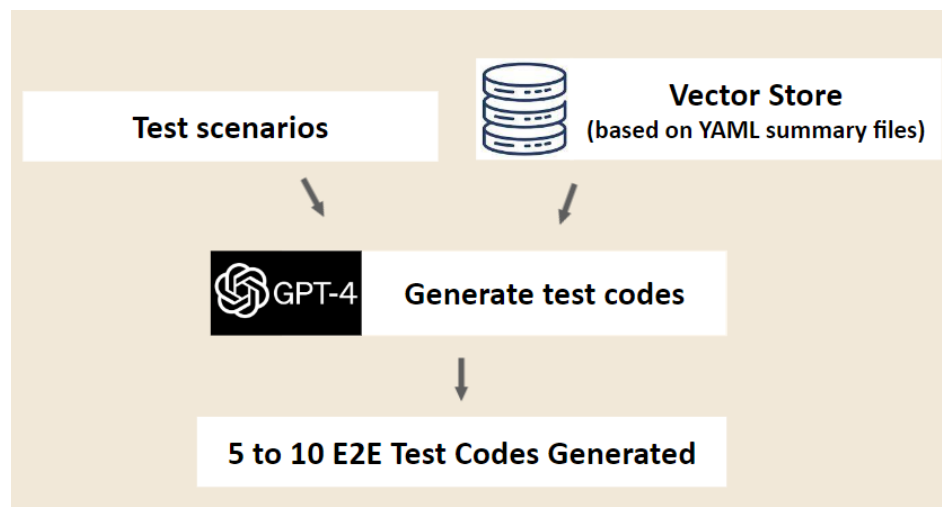 Test scenarios
Vector Store
(based on YAML summary files)
GPT-4
Generate test codes
5 to 10 E2E Test Codes Generated